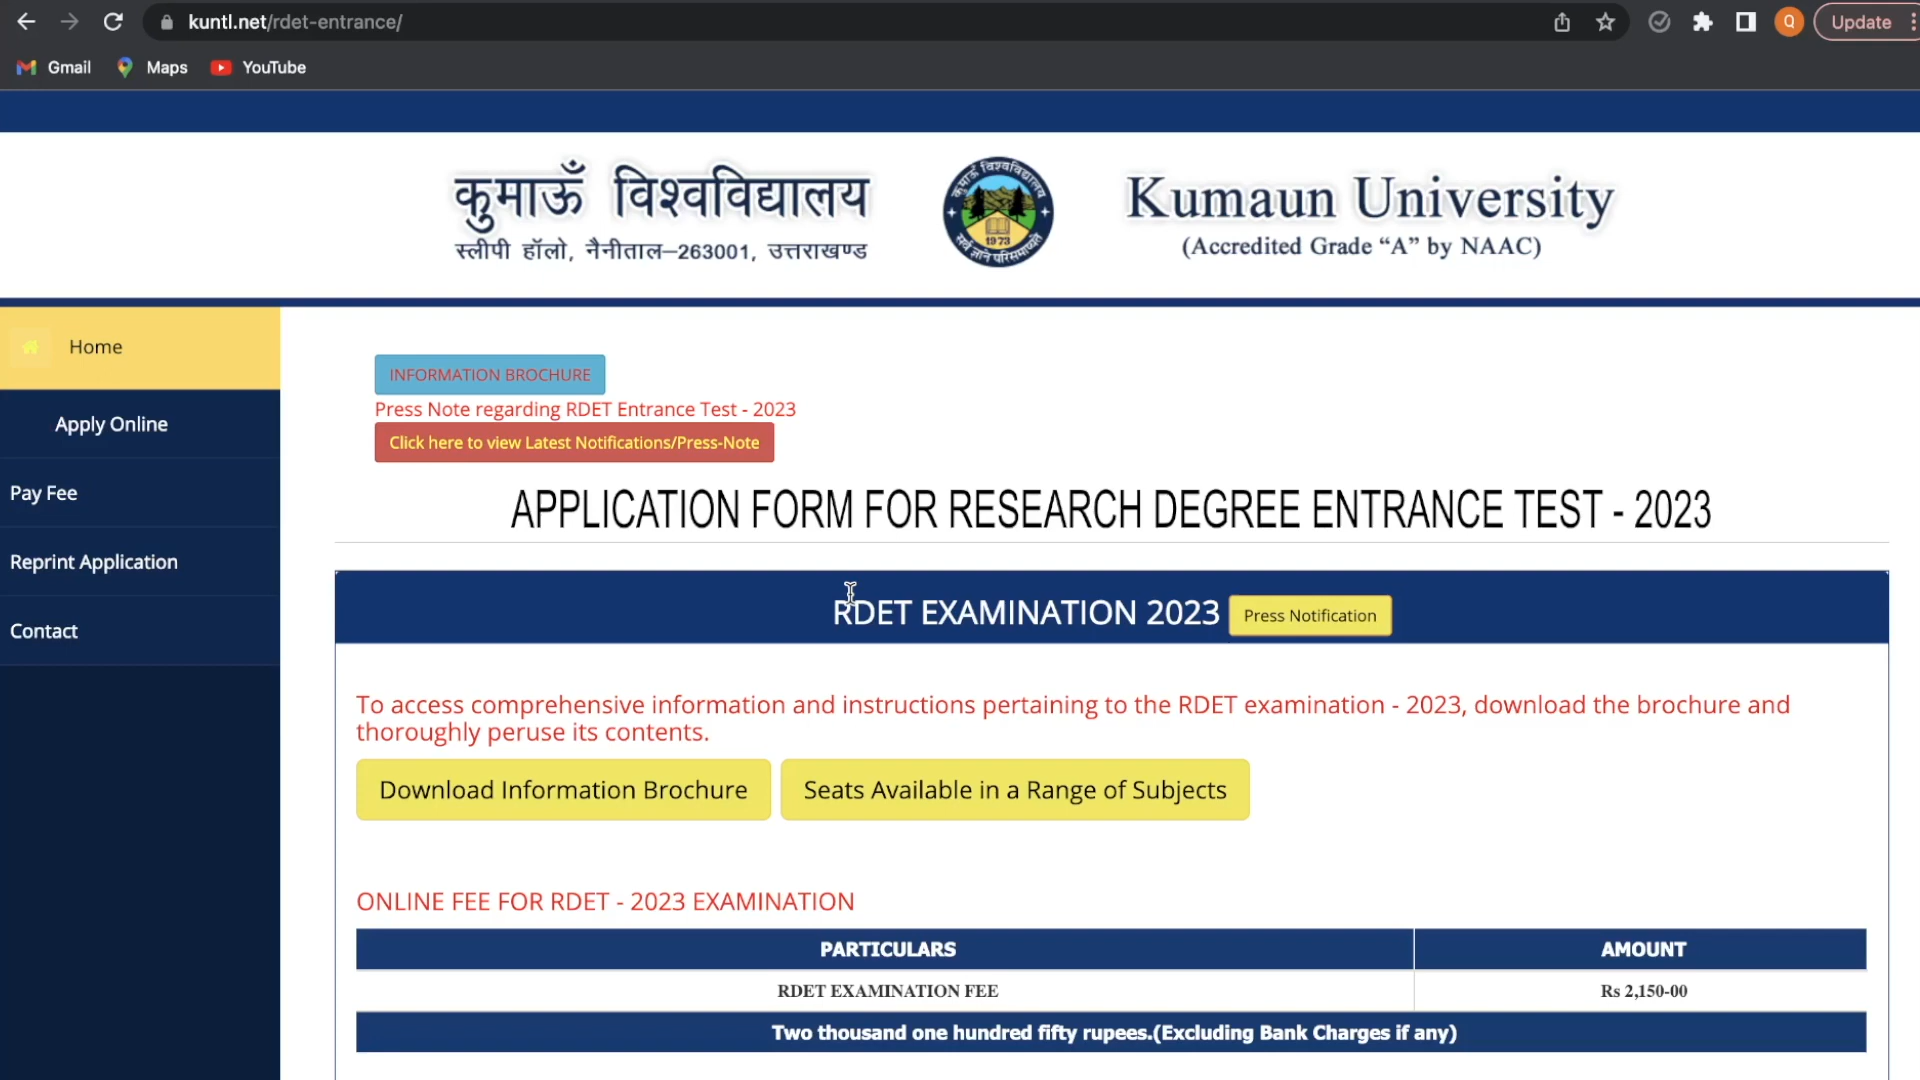 kuntl.net/rdet-entrance/
Q
Update
Gmail
Maps
YouTube
कुमाऊँ विश्वविद्यालय
स्लीपी हॉलो, नैनीताल–263001, उत्तराखण्ड
कुमाऊँ विश्वविद्यालय
1973
Kumaun University
(Accredited Grade “A” by NAAC)
Home
Apply Online
Pay Fee
Reprint Application
Contact
INFORMATION BROCHURE
Press Note regarding RDET Entrance Test - 2023
Click here to view Latest Notifications/Press-Note
APPLICATION FORM FOR RESEARCH DEGREE ENTRANCE TEST - 2023
RDET EXAMINATION 2023
Press Notification
To access comprehensive information and instructions pertaining to the RDET examination - 2023, download the brochure and
thoroughly peruse its contents.
Download Information Brochure
Seats Available in a Range of Subjects
ONLINE FEE FOR RDET - 2023 EXAMINATION
PARTICULARS
AMOUNT
RDET EXAMINATION FEE
Rs 2,150-00
Two thousand one hundred fifty rupees.(Excluding Bank Charges if any)